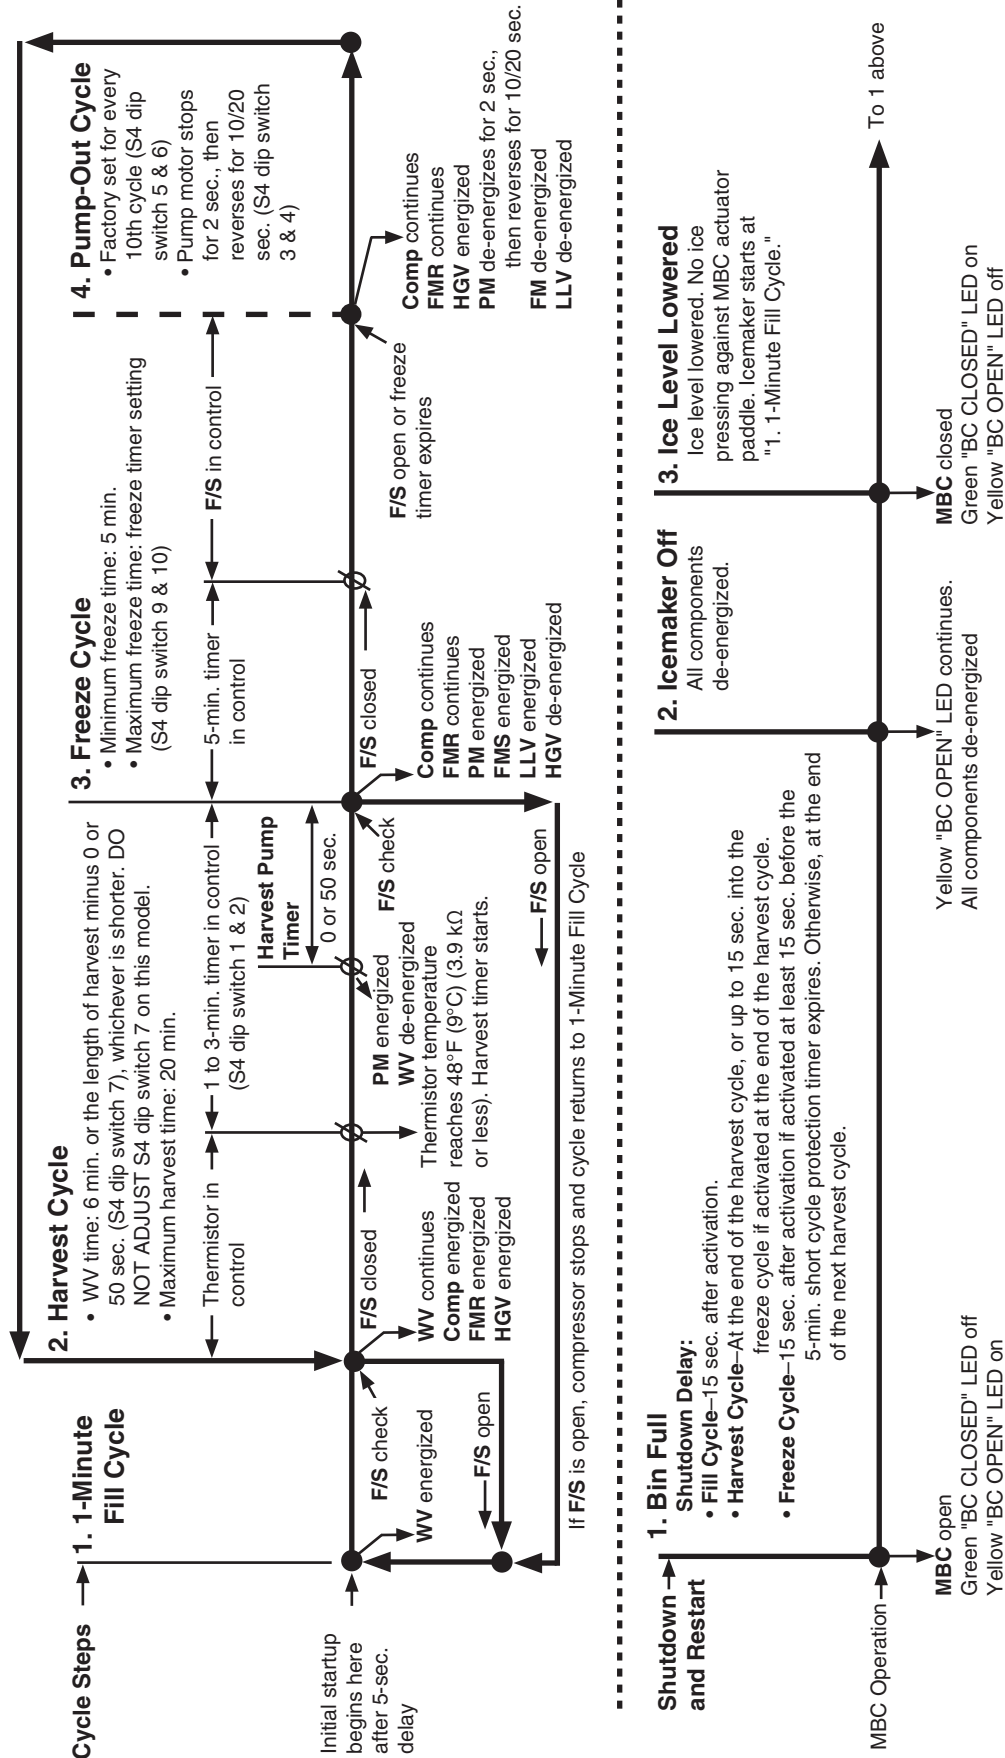 Cycle Steps
1. 1-Minute
Fill Cycle
2. Harvest Cycle
• WV time: 6 min. or the length of harvest minus 0 or
50 sec. (S4 dip switch 7), whichever is shorter. DO
NOT ADJUST S4 dip switch 7 on this model.
• Maximum harvest time: 20 min.
Thermistor in
control
1 to 3-min. timer in control
(S4 dip switch 1 & 2)
Harvest Pump
Timer
0 or 50 sec.
3. Freeze Cycle
• Minimum freeze time: 5 min.
• Maximum freeze time: freeze timer setting
(S4 dip switch 9 & 10)
5-min. timer
in control
F/S in control
4. Pump-Out Cycle
• Factory set for every
10th cycle (S4 dip
switch 5 & 6)
• Pump motor stops
for 2 sec., then
reverses for 10/20
sec. (S4 dip switch
3 & 4)
Initial startup
begins here
after 5-sec.
delay
WV energized
F/S check
F/S open
F/S closed
WV continues
Comp energized
FMR energized
HGV energized
Thermistor temperature
reaches 48°F (9°C) (3.9 kΩ
or less). Harvest timer starts.
PM energized
WV de-energized
F/S check
F/S open
F/S closed
Comp continues
FMR continues
PM energized
FMS energized
LLV energized
HGV de-energized
F/S open or freeze
timer expires
Comp continues
FMR continues
HGV energized
PM de-energizes for 2 sec.,
then reverses for 10/20 sec.
FM de-energized
LLV de-energized
If F/S is open, compressor stops and cycle returns to 1-Minute Fill Cycle
Shutdown
and Restart
1. Bin Full
Shutdown Delay:
• Fill Cycle–15 sec. after activation.
• Harvest Cycle–At the end of the harvest cycle, or up to 15 sec. into the
freeze cycle if activated at the end of the harvest cycle.
• Freeze Cycle–15 sec. after activation if activated at least 15 sec. before the
5-min. short cycle protection timer expires. Otherwise, at the end
of the next harvest cycle.
2. Icemaker Off
All components
de-energized.
3. Ice Level Lowered
Ice level lowered. No ice
pressing against MBC actuator
paddle. Icemaker starts at
"1. 1-Minute Fill Cycle."
MBC Operation
To 1 above
MBC open
Green "BC CLOSED" LED off
Yellow "BC OPEN" LED on
Yellow "BC OPEN" LED continues.
All components de-energized
MBC closed
Green "BC CLOSED" LED on
Yellow "BC OPEN" LED off